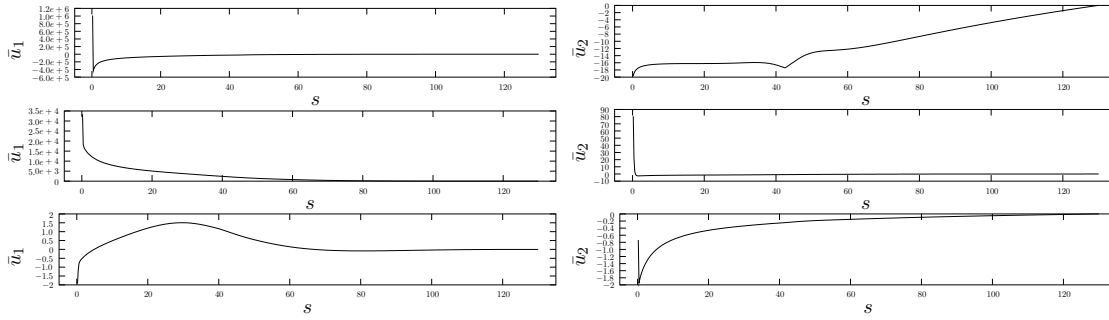 1.2e + 6
1.0e + 6
8.0e + 5
6.0e + 5
4.0e + 5
2.0e + 5
0
−2.0e + 5
−4.0e + 5
−6.0e + 5
ū1
0 20 40 60 80 100 120
s
0
−2
−4
−6
−8
−10
−12
−14
−16
−18
−20
ū2
0 20 40 60 80 100 120
s
3.5e + 4
3.0e + 4
2.5e + 4
2.0e + 4
1.5e + 4
1.0e + 4
5.0e + 3
0
ū1
0 20 40 60 80 100 120
s
90
80
70
60
50
40
30
20
10
0
−10
ū2
0 20 40 60 80 100 120
s
2
1.5
1.0
0.5
0
−0.5
−1.0
−1.5
−2
ū1
0 20 40 60 80 100 120
s
0
−0.2
−0.4
−0.6
−0.8
−1.0
−1.2
−1.4
−1.6
−1.8
−2
ū2
0 20 40 60 80 100 120
s